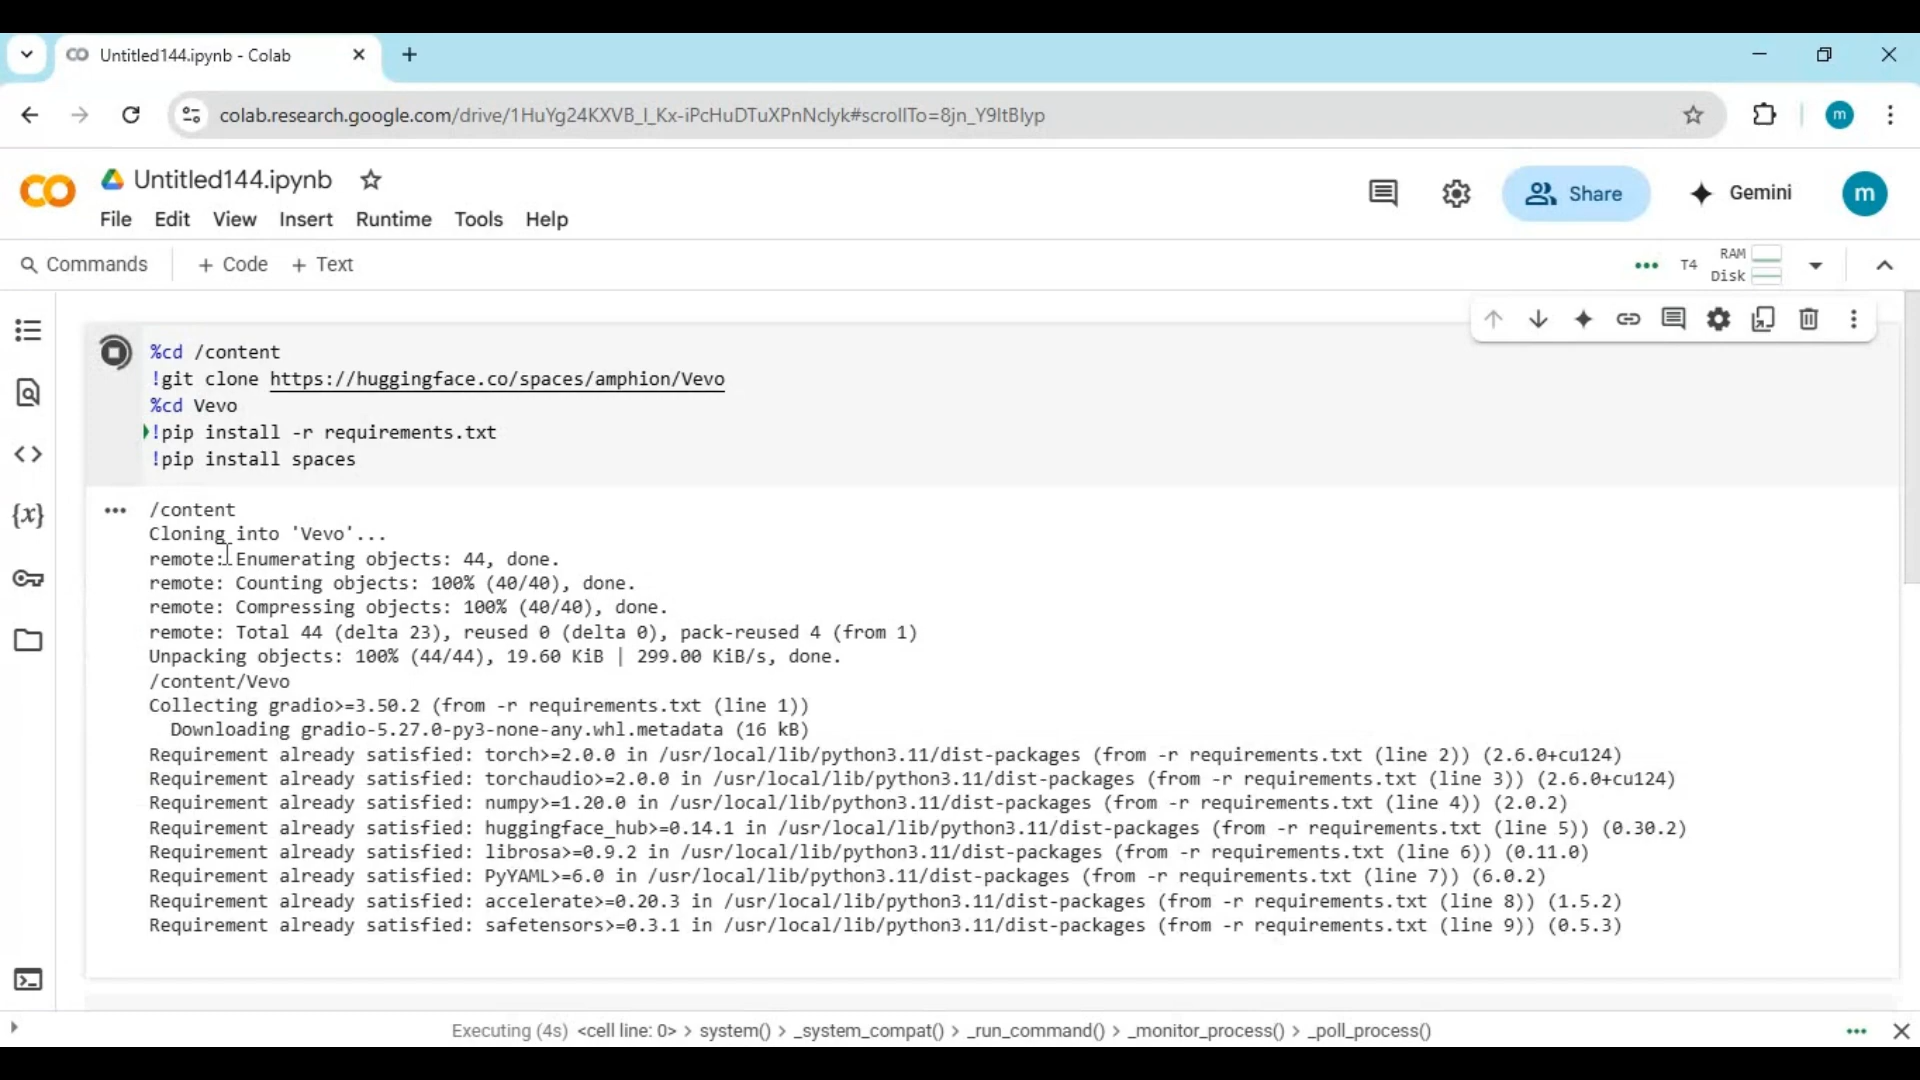 Untitled144.ipynb - Colab
colab.research.google.com/drive/1HuYg24KXVB_I_Kx-iPcHuDTuXPnNclyk#scrollTo=8jn_Y9ItBlyp
m
CO
Untitled144.ipynb
Share
Gemini
m
File Edit View Insert Runtime Tools Help
Commands + Code + Text
T4 RAM
Disk
%cd /content
!git clone https://huggingface.co/spaces/amphion/Vevo
%cd Vevo
!pip install -r requirements.txt
!pip install spaces
/content
Cloning into 'Vevo'...
remote: Enumerating objects: 44, done.
remote: Counting objects: 100% (40/40), done.
remote: Compressing objects: 100% (40/40), done.
remote: Total 44 (delta 23), reused 0 (delta 0), pack-reused 4 (from 1)
Unpacking objects: 100% (44/44), 19.60 KiB | 299.00 KiB/s, done.
/content/Vevo
Collecting gradio>=3.50.2 (from -r requirements.txt (line 1))
Downloading gradio-5.27.0-py3-none-any.whl.metadata (16 kB)
Requirement already satisfied: torch>=2.0.0 in /usr/local/lib/python3.11/dist-packages (from -r requirements.txt (line 2)) (2.6.0+cu124)
Requirement already satisfied: torchaudio>=2.0.0 in /usr/local/lib/python3.11/dist-packages (from -r requirements.txt (line 3)) (2.6.0+cu124)
Requirement already satisfied: numpy>=1.20.0 in /usr/local/lib/python3.11/dist-packages (from -r requirements.txt (line 4)) (2.0.2)
Requirement already satisfied: huggingface_hub>=0.14.1 in /usr/local/lib/python3.11/dist-packages (from -r requirements.txt (line 5)) (0.30.2)
Requirement already satisfied: librosa>=0.9.2 in /usr/local/lib/python3.11/dist-packages (from -r requirements.txt (line 6)) (0.11.0)
Requirement already satisfied: PyYAML>=6.0 in /usr/local/lib/python3.11/dist-packages (from -r requirements.txt (line 7)) (6.0.2)
Requirement already satisfied: accelerate>=0.20.3 in /usr/local/lib/python3.11/dist-packages (from -r requirements.txt (line 8)) (1.5.2)
Requirement already satisfied: safetensors>=0.3.1 in /usr/local/lib/python3.11/dist-packages (from -r requirements.txt (line 9)) (0.5.3)
Executing (4s) <cell line: 0> > system() > _system_compat() > _run_command() > _monitor_process() > _poll_process()